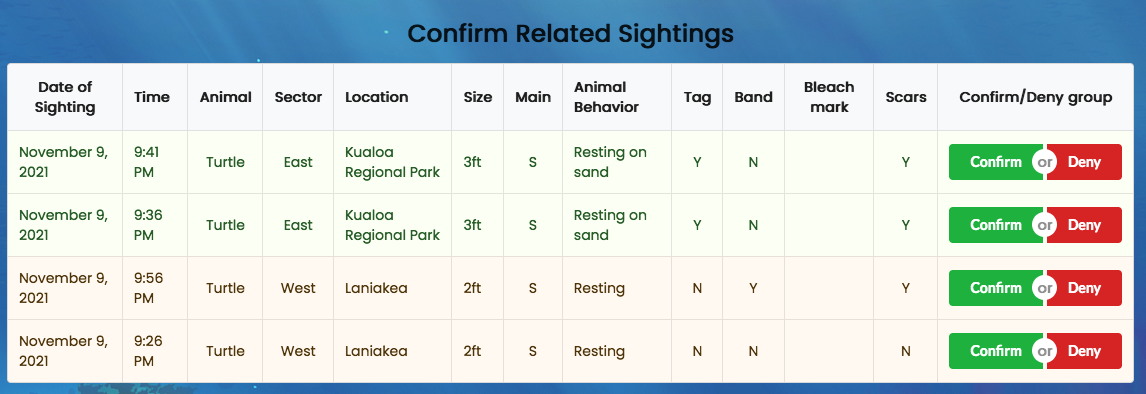 Confirm Related Sightings
Date of Sighting Time Animal Sector Location Size Main Animal Behavior Tag Band Bleach mark Scars Confirm/Deny group
November 9, 2021 9:41 PM Turtle East Kualoa Regional Park 3ft S Resting on sand Y N Y Confirm or Deny
November 9, 2021 9:36 PM Turtle East Kualoa Regional Park 3ft S Resting on sand Y N Y Confirm or Deny
November 9, 2021 9:56 PM Turtle West Laniakea 2ft S Resting N Y Y Confirm or Deny
November 9, 2021 9:26 PM Turtle West Laniakea 2ft S Resting N N N Confirm or Deny